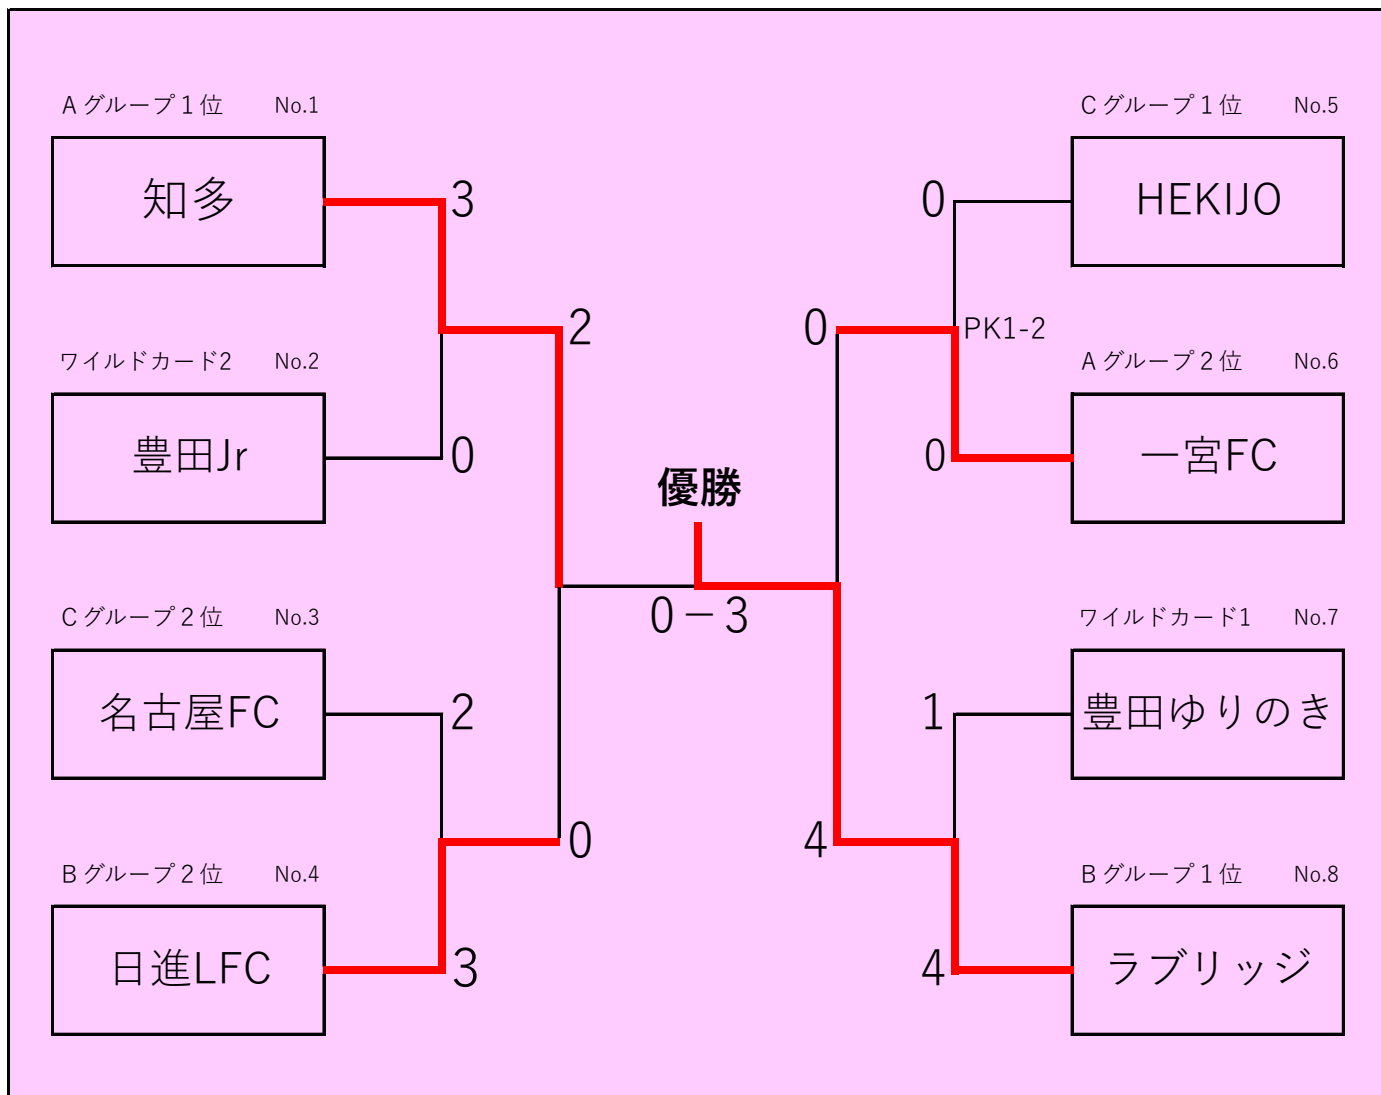 Aグループ1位 No.1
知多
3
ワイルドカード2 No.2
豊田Jr
0
2
Cグループ2位 No.3
名古屋FC
2
Bグループ2位 No.4
日進LFC
3
0
優勝
0－3
Cグループ1位 No.5
HEKIJO
0
PK1-2
0
Aグループ2位 No.6
一宮FC
0
ワイルドカード1 No.7
豊田ゆりのき
1
4
Bグループ1位 No.8
ラブリッジ
4